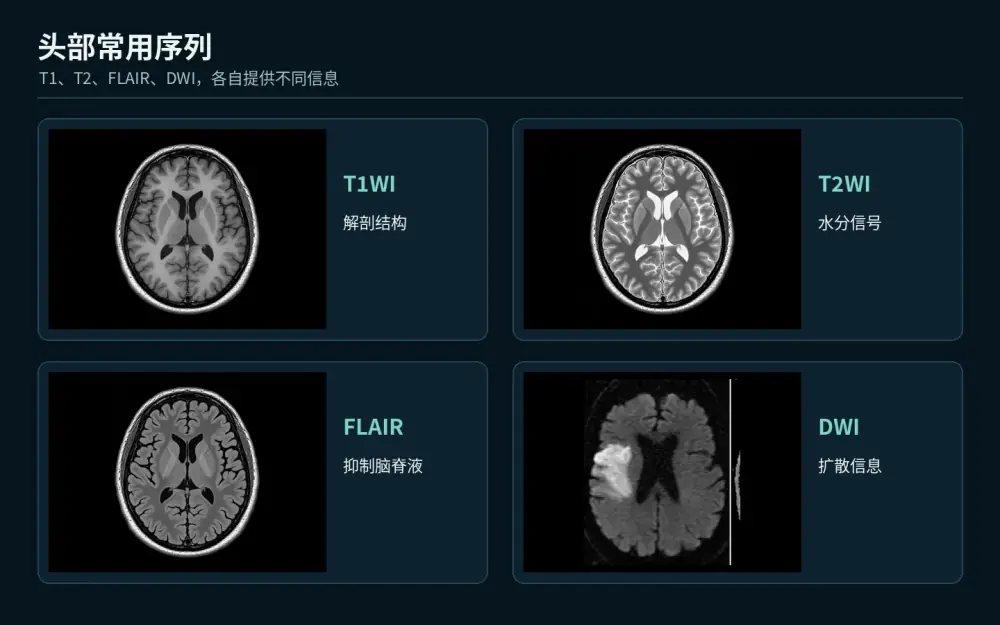 头部常用序列
T1、T2、FLAIR、DWI，各自提供不同信息
T1WI
解剖结构
T2WI
水分信号
FLAIR
抑制脑脊液
DWI
扩散信息